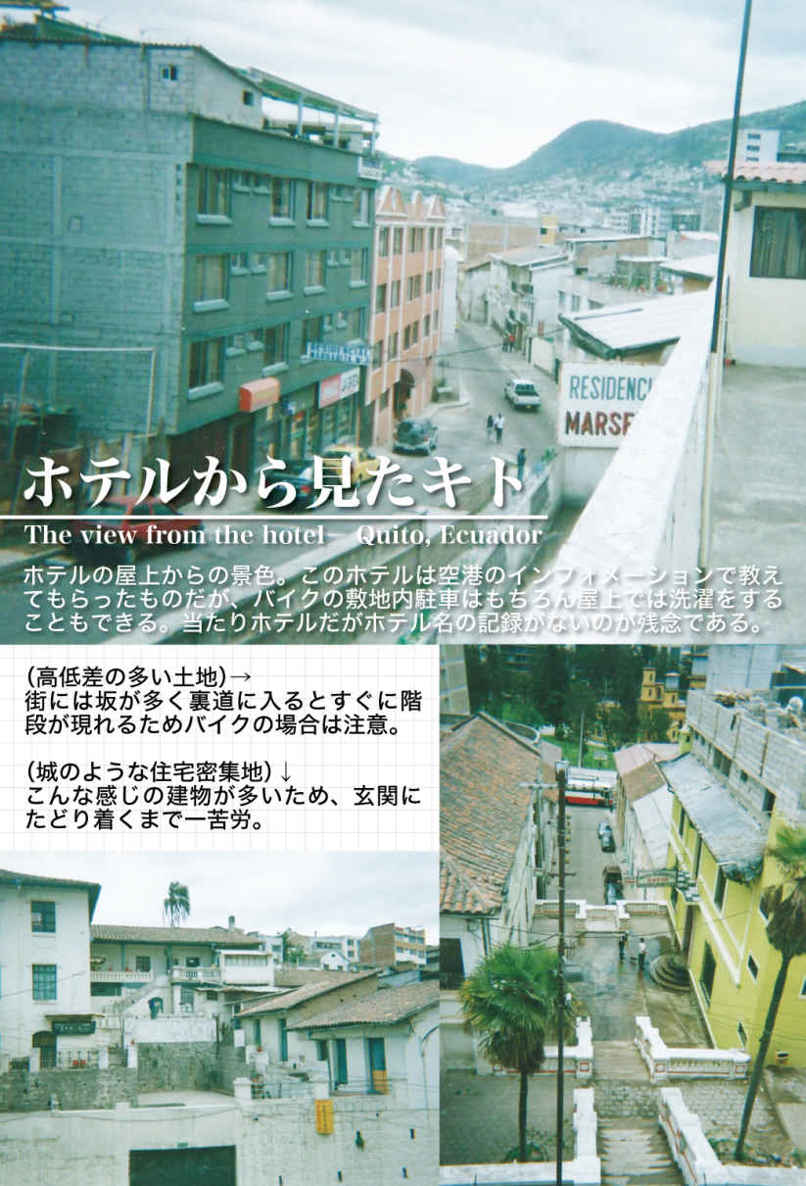 RESIDENC
MARSE
ホテルから見たキト
The view from the hotel— Quito, Ecuador
ホテルの屋上からの景色。このホテルは空港のインフォメーションで教え
てもらったものだが、バイクの敷地内駐車はもちろん屋上では洗濯をする
こともできる。当たりホテルだがホテル名の記録がないのが残念である。
（高低差の多い土地）→
街には坂が多く裏道に入るとすぐに階
段が現れるためバイクの場合は注意。
（城のような住宅密集地）↓
こんな感じの建物が多いため、玄関に
たどり着くまで一苦労。